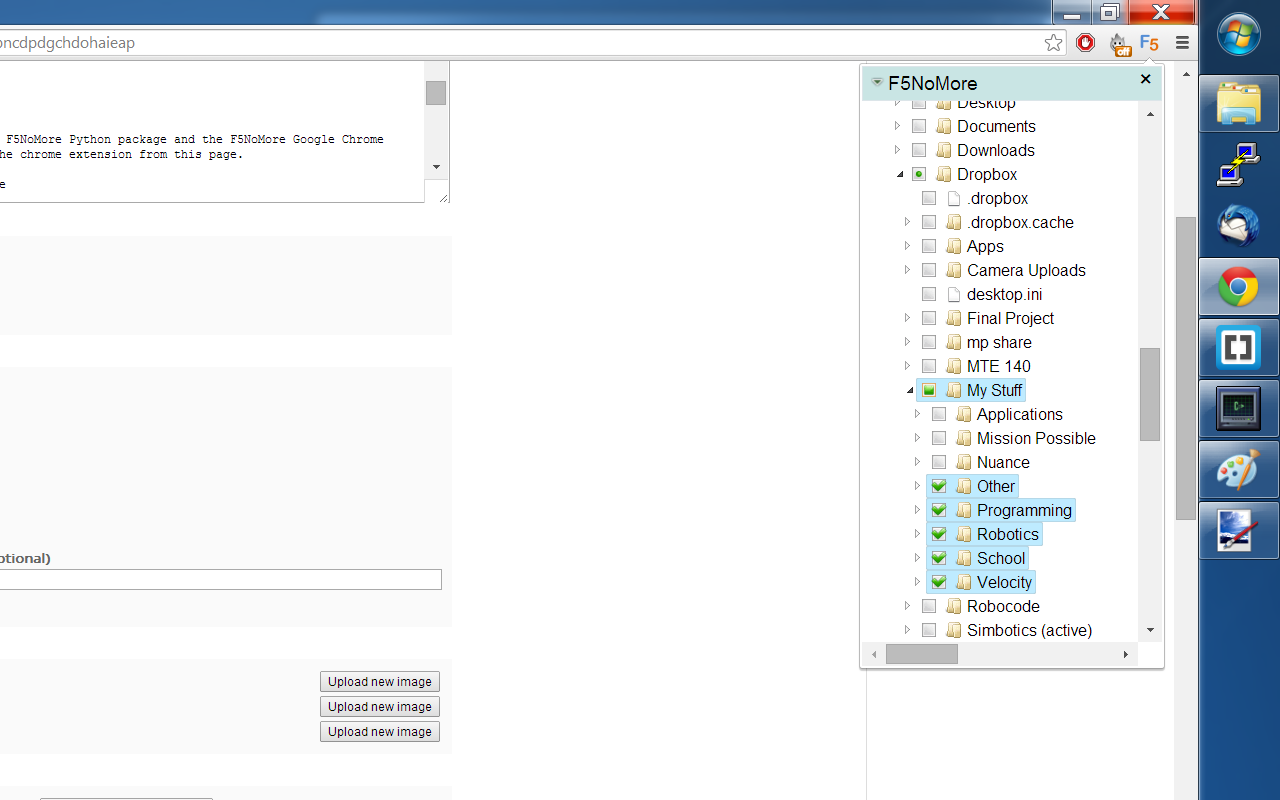 oncdpdgchdohaieap
off
F5
F5NoMore
F5NoMore Python package and the F5NoMore Google Chrome
he chrome extension from this page.
e
Desktop
Documents
Downloads
Dropbox
.dropbox
.dropbox.cache
Apps
Camera Uploads
desktop.ini
Final Project
mp share
MTE 140
My Stuff
Applications
Mission Possible
Nuance
Other
Programming
Robotics
School
Velocity
Robocode
Simbotics (active)
ptional)
Upload new image
Upload new image
Upload new image